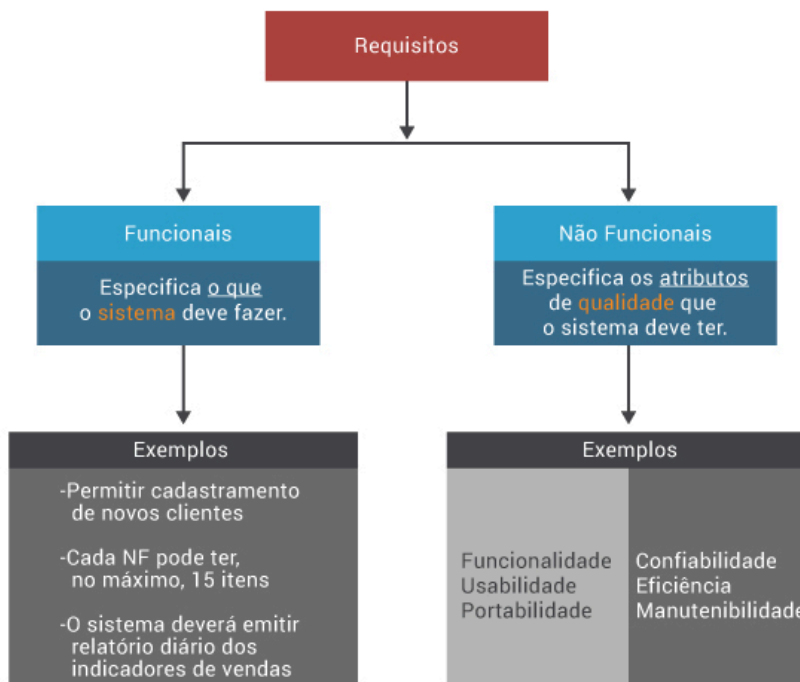 Requisitos
Funcionais
Especifica o que
o sistema deve fazer.
Não Funcionais
Especifica os atributos
de qualidade que
o sistema deve ter.
Exemplos
-Permitir cadastramento
de novos clientes
-Cada NF pode ter,
no máximo, 15 itens
-O sistema deverá emitir
relatório diário dos
indicadores de vendas
Exemplos
Funcionalidade
Usabilidade
Portabilidade
Confiabilidade
Eficiência
Manutenibilidade